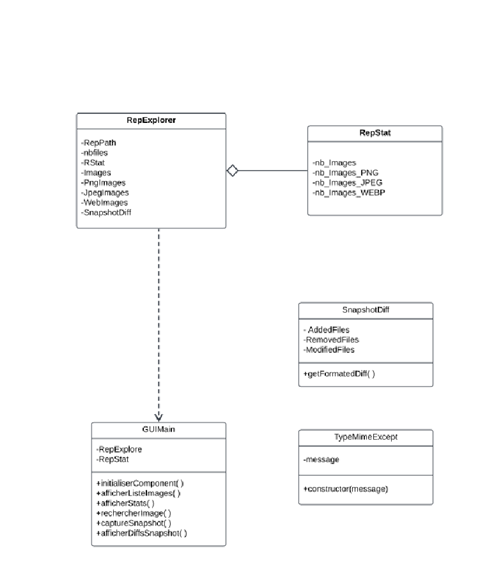 RepExplorer
-RepPath
-nbfiles
-RStat
-Images
-PngImages
-JpegImages
-WebImages
-SnapshotDiff
RepStat
-nb_Images
-nb_Images_PNG
-nb_Images_JPEG
-nb_Images_WEBP
SnapshotDiff
- AddedFiles
-RemovedFiles
-ModifiedFiles
+getFormatedDiff( )
GUIMain
-RepExplore
-RepStat
+initialiserComponent( )
+afficherListeImages( )
+afficherStats( )
+rechercherImage( )
+captureSnapshot( )
+afficherDiffsSnapshot( )
TypeMimeExcept
-message
+constructor(message)